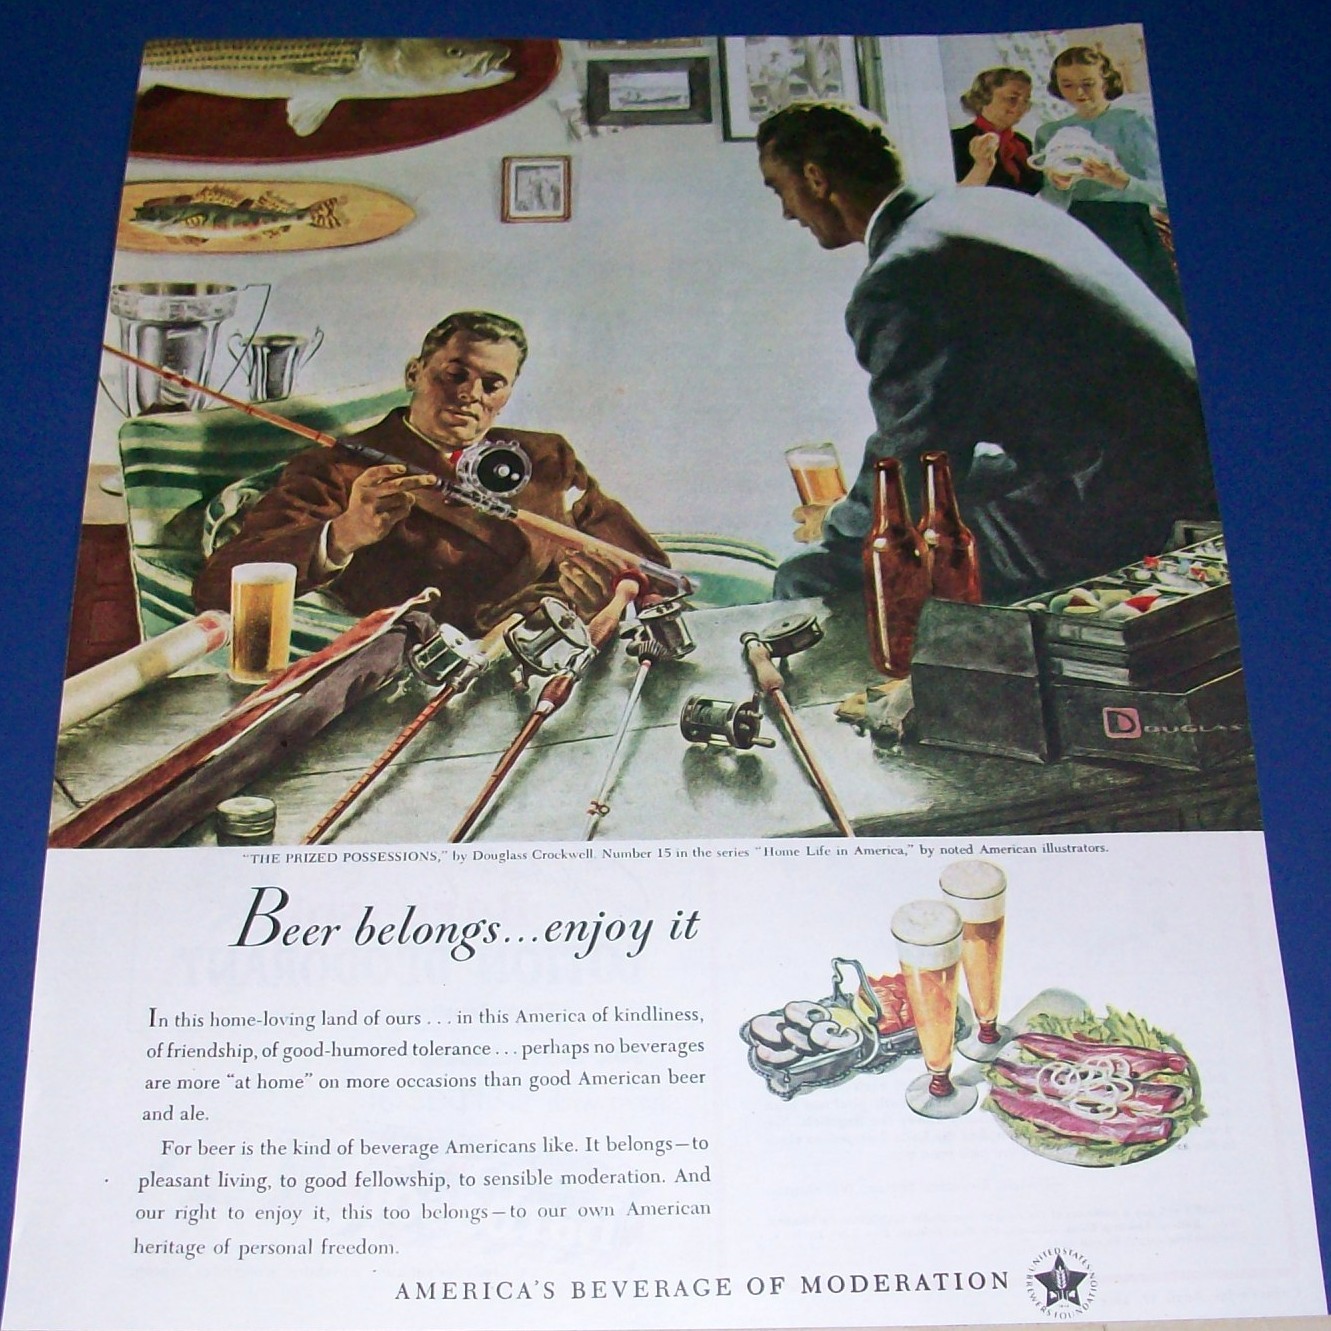 DOUGLAS
"THE PRIZED POSSESSIONS," by Douglass Crockwell. Number 15 in the series "Home Life in America," by noted American illustrators.
Beer belongs...enjoy it
In this home-loving land of ours . . . in this America of kindliness,
of friendship, of good-humored tolerance . . . perhaps no beverages
are more "at home" on more occasions than good American beer
and ale.
For beer is the kind of beverage Americans like. It belongs—to
pleasant living, to good fellowship, to sensible moderation. And
our right to enjoy it, this too belongs—to our own American
heritage of personal freedom.
AMERICA'S BEVERAGE OF MODERATION
UNITED STATES BREWERS FOUNDATION